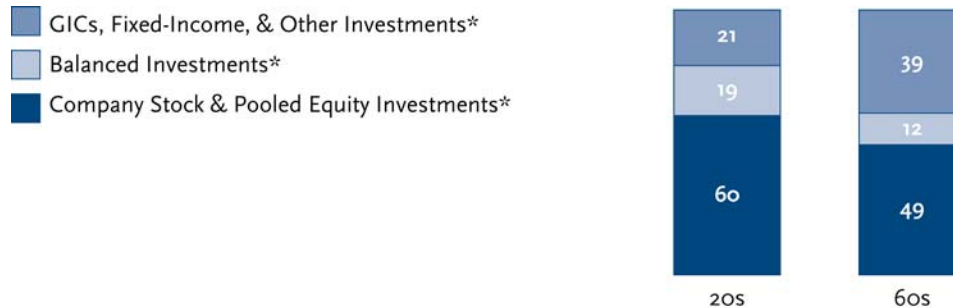 GICs, Fixed-Income, & Other Investments*
Balanced Investments*
Company Stock & Pooled Equity Investments*
21
19
60
20s
39
12
49
60s